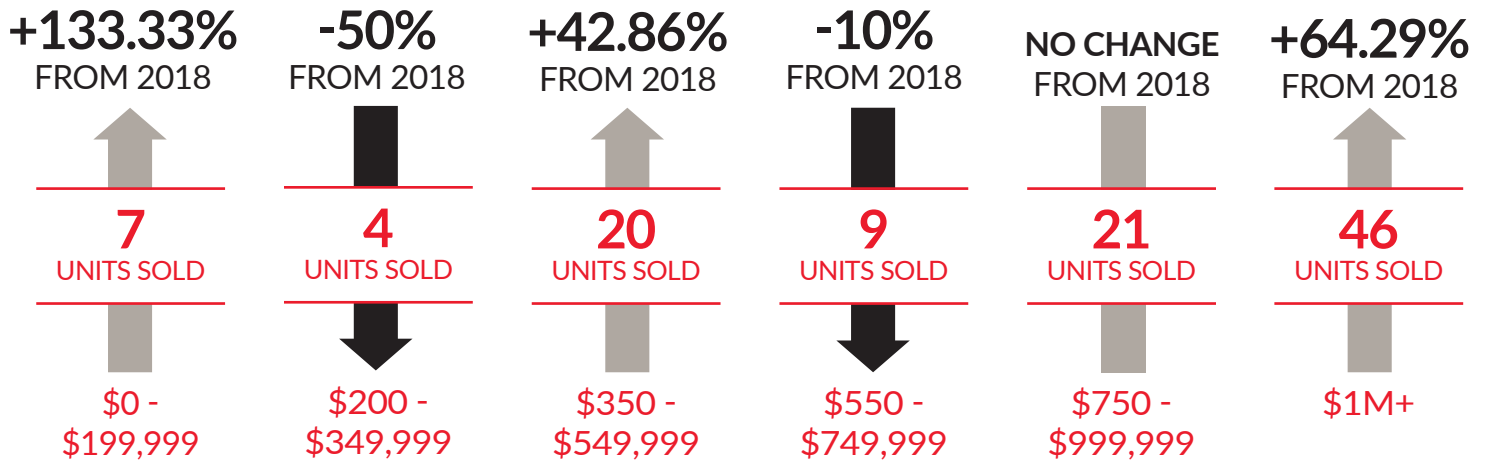 +133.33%
FROM 2018
7
UNITS SOLD
$0 -
$199,999
-50%
FROM 2018
4
UNITS SOLD
$200 -
$349,999
+42.86%
FROM 2018
20
UNITS SOLD
$350 -
$549,999
-10%
FROM 2018
9
UNITS SOLD
$550 -
$749,999
NO CHANGE
FROM 2018
21
UNITS SOLD
$750 -
$999,999
+64.29%
FROM 2018
46
UNITS SOLD
$1M+